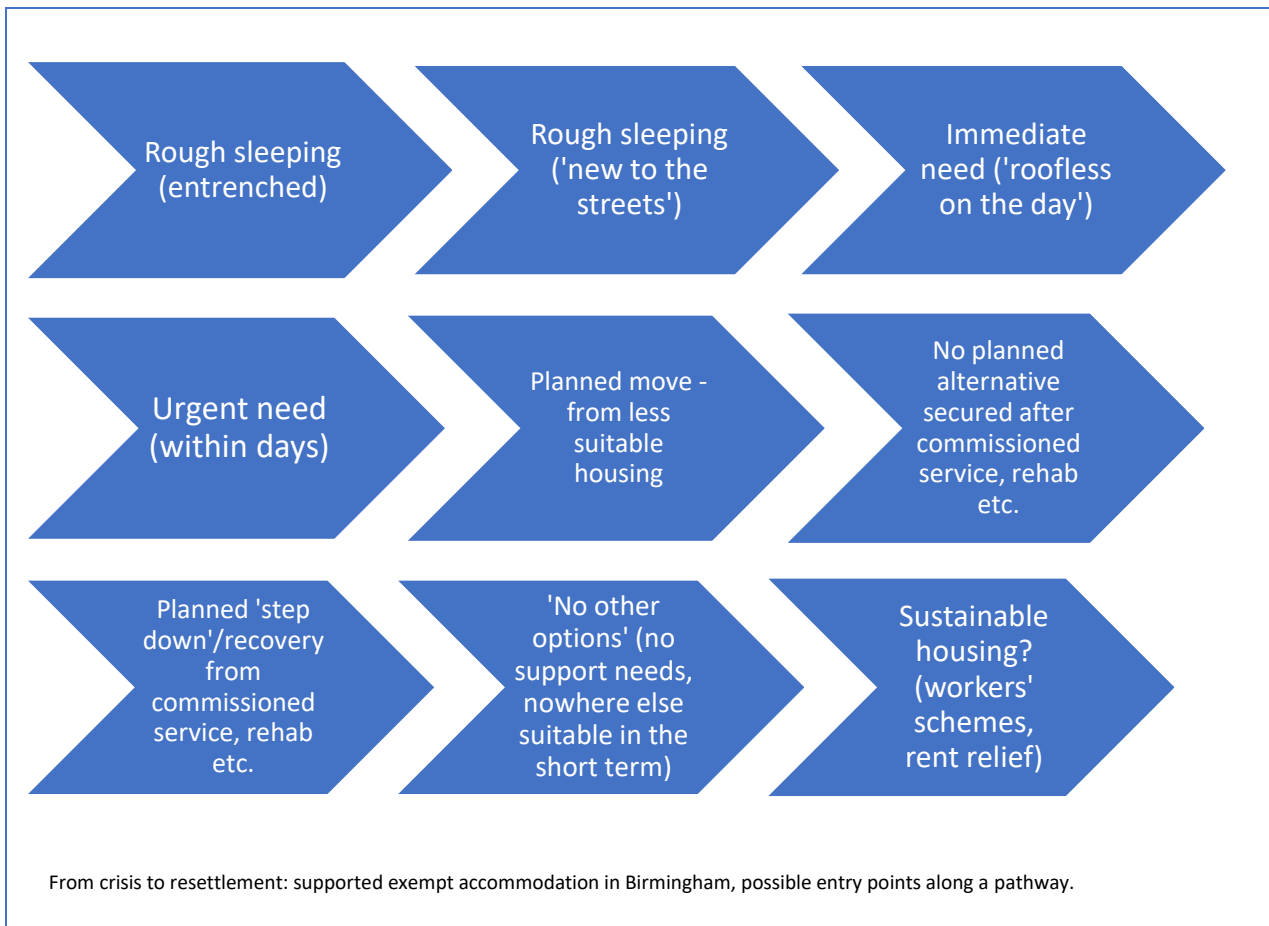 Rough sleeping
(entrenched)
Rough sleeping
('new to the
streets')
Immediate
need ('roofless
on the day')
Urgent need
(within days)
Planned move -
from less
suitable
housing
No planned
alternative
secured after
commissioned
service, rehab
etc.
Planned 'step
down'/recovery
from
commissioned
service, rehab
etc.
'No other
options' (no
support needs,
nowhere else
suitable in the
short term)
Sustainable
housing?
(workers'
schemes,
rent relief)
From crisis to resettlement: supported exempt accommodation in Birmingham, possible entry points along a pathway.